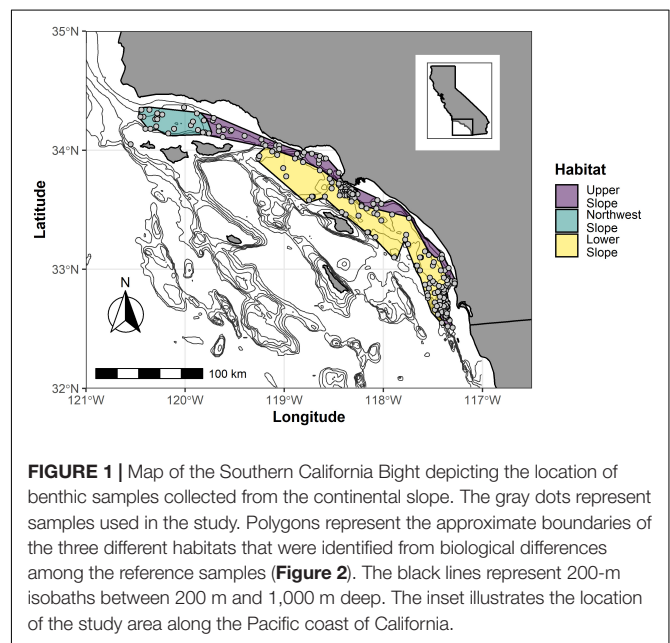 35°N
34°N
33°N
32°N
Latitude
N
100 km
121°W 120°W 119°W 118°W 117°W
Longitude
Habitat
Upper
Slope
Northwest
Slope
Lower
Slope
FIGURE 1 | Map of the Southern California Bight depicting the location of
benthic samples collected from the continental slope. The gray dots represent
samples used in the study. Polygons represent the approximate boundaries of
the three different habitats that were identified from biological differences
among the reference samples (Figure 2). The black lines represent 200-m
isobaths between 200 m and 1,000 m deep. The inset illustrates the location
of the study area along the Pacific coast of California.